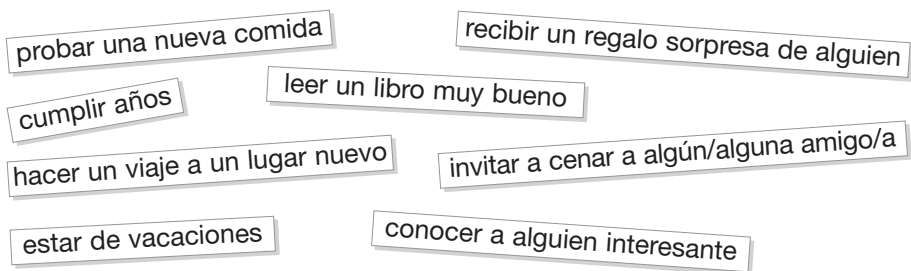 probar una nueva comida
recibir un regalo sorpresa de alguien
cumplir años
leer un libro muy bueno
hacer un viaje a un lugar nuevo
invitar a cenar a algún/alguna amigo/a
estar de vacaciones
conocer a alguien interesante